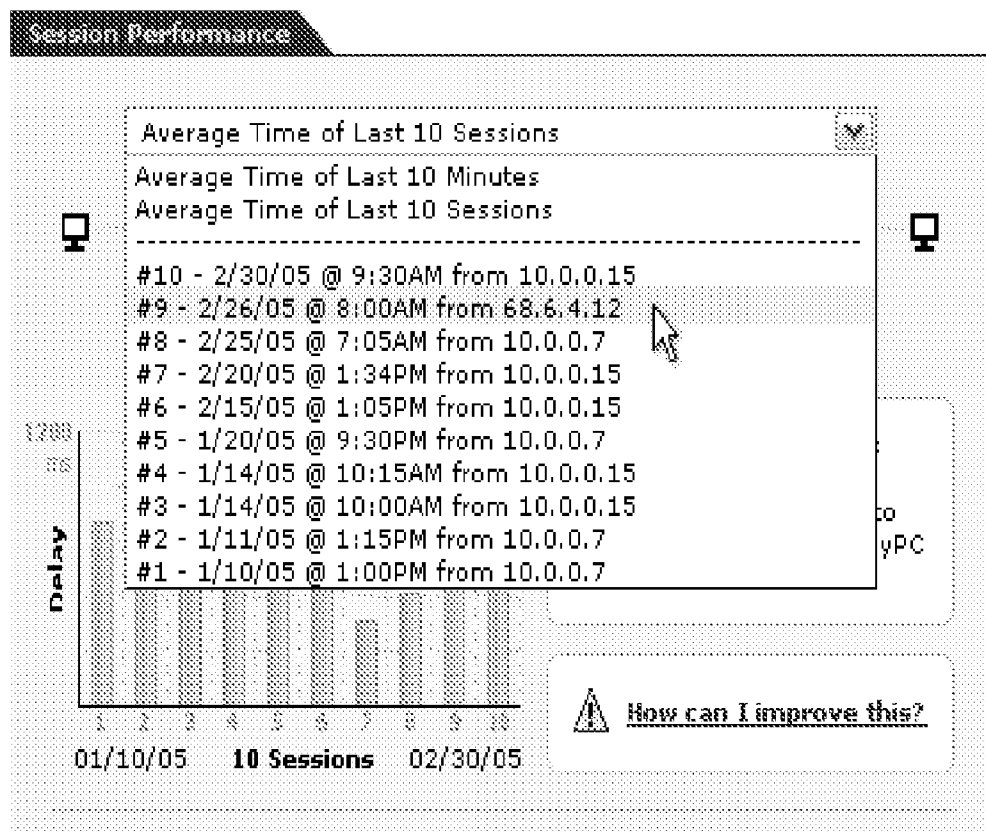 Session Performance
Average Time of Last 10 Sessions
Average Time of Last 10 Minutes
Average Time of Last 10 Sessions
#10 - 2/30/05 @ 9:30AM from 10.0.0.15
#9 - 2/26/05 @ 8:00AM from 68.6.4.12
#8 - 2/25/05 @ 7:05AM from 10.0.0.7
#7 - 2/20/05 @ 1:34PM from 10.0.0.15
#6 - 2/15/05 @ 1:05PM from 10.0.0.15
#5 - 1/20/05 @ 9:30PM from 10.0.0.7
#4 - 1/14/05 @ 10:15AM from 10.0.0.15
#3 - 1/14/05 @ 10:00AM from 10.0.0.15
#2 - 1/11/05 @ 1:15PM from 10.0.0.7
#1 - 1/10/05 @ 1:00PM from 10.0.0.7
to
yPC
Delay
1 2 3 4 5 6 7 8 9 10
01/10/05 10 Sessions 02/30/05
How can I improve this?